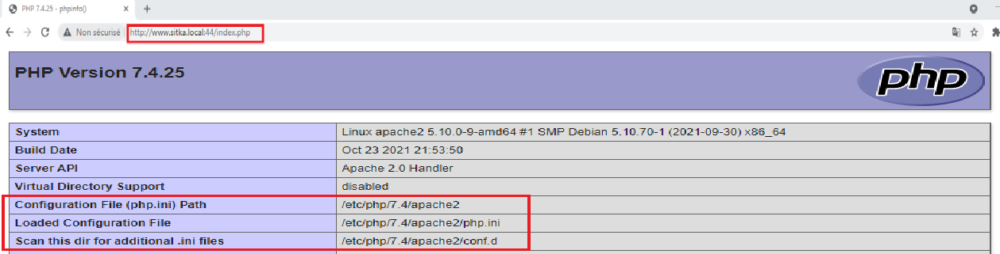 PHP 7.4.25 - phpinfo()
Non sécurisé http://www.sitka.local:44/index.php
PHP Version 7.4.25
php
System Linux apache2 5.10.0-9-amd64 #1 SMP Debian 5.10.70-1 (2021-09-30) x86_64
Build Date Oct 23 2021 21:53:50
Server API Apache 2.0 Handler
Virtual Directory Support disabled
Configuration File (php.ini) Path /etc/php/7.4/apache2
Loaded Configuration File /etc/php/7.4/apache2/php.ini
Scan this dir for additional .ini files /etc/php/7.4/apache2/conf.d